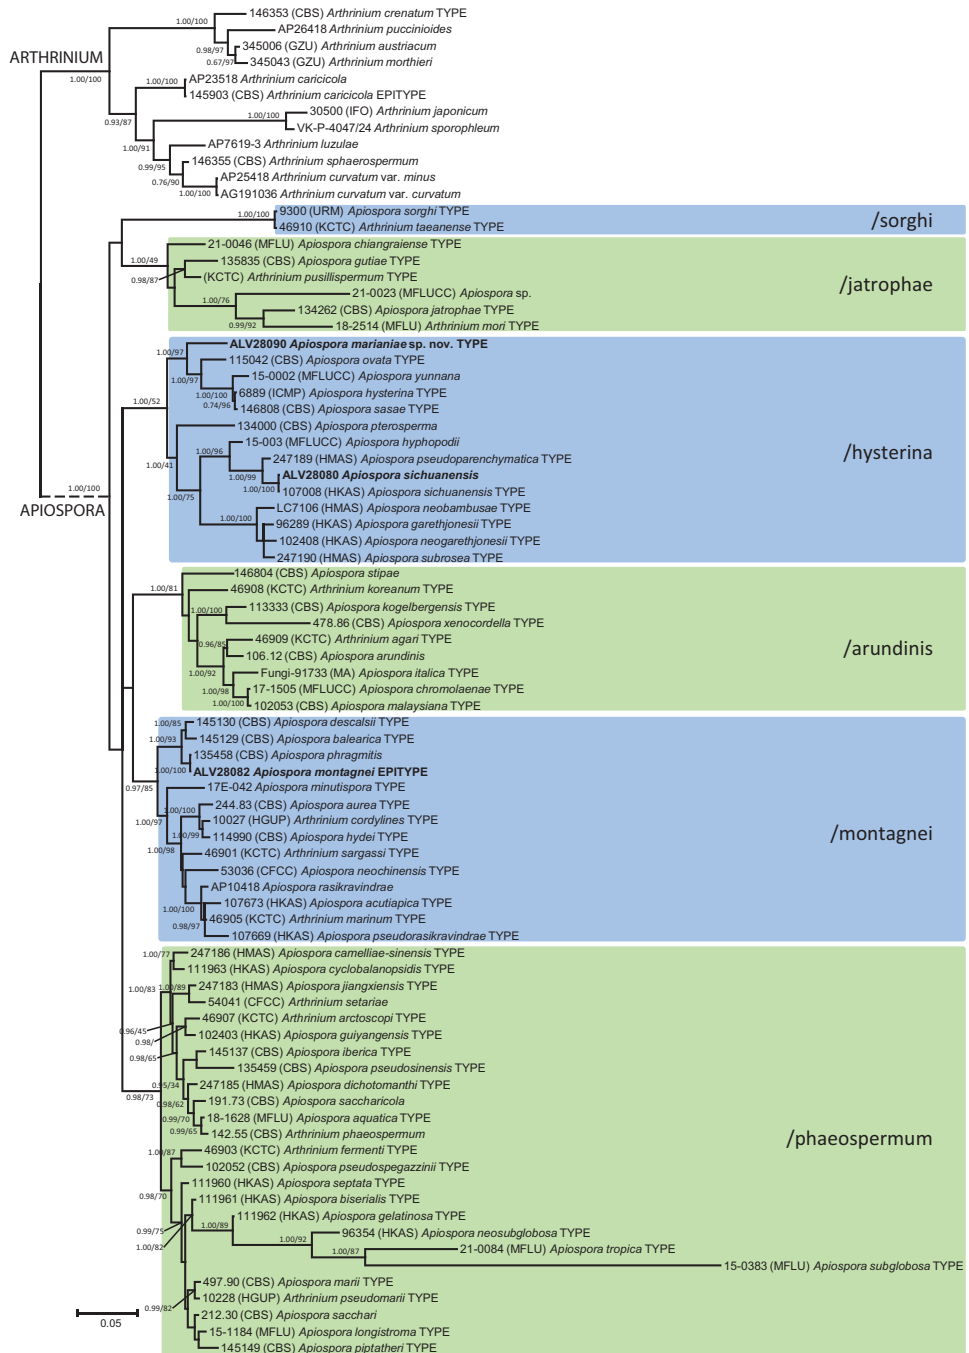 146353 (CBS) Arthrinium crenatum TYPE
1.00/100
AP26418 Arthrinium puccinioides
345006 (GZU) Arthrinium austriacum
0.98/97
ARTHRINIUM
0.67/97
345043 (GZU) Arthrinium morthieri
1.00/100
AP23518 Arthrinium caricicola
1.00/100
145903 (CBS) Arthrinium caricicola EPITYPE
30500 (IFO) Arthrinium japonicum
1.00/100
0.93/87
VK-P-4047/24 Arthrinium sporophleum
1.00/91
AP7619-3 Arthrinium luzulae
146355 (CBS) Arthrinium sphaerospermum
0.99/95
AP25418 Arthrinium curvatum var. minus
0.76/90
1.00/100
AG191036 Arthrinium curvatum var. curvatum
1.00/100
9300 (URM) Apiospora sorghi TYPE
/sorghi
46910 (KCTC) Arthrinium taeanense TYPE
21-0046 (MFLU) Apiospora chiangraiense TYPE
1.00/49
135835 (CBS) Apiospora gutiae TYPE
0.98/87
(KCTC) Arthrinium pusillispermum TYPE
/jatrophae
21-0023 (MFLUCC) Apiospora sp.
1.00/76
134262 (CBS) Apiospora jatrophae TYPE
0.99/92
18-2514 (MFLU) Arthrinium mori TYPE
ALV28090 Apiospora marianiae sp. nov. TYPE
1.00/97
115042 (CBS) Apiospora ovata TYPE
1.00/97
15-0002 (MFLUCC) Apiospora yunnana
1.00/100
6889 (ICMP) Apiospora hysterina TYPE
1.00/52
0.74/96
146808 (CBS) Apiospora sasae TYPE
134000 (CBS) Apiospora pterosperma
15-003 (MFLUCC) Apiospora hyphopodii
1.00/96
/hysterina
247189 (HMAS) Apiospora pseudoparenchymatica TYPE
1.00/41
1.00/99
ALV28080 Apiospora sichuanensis
1.00/100
107008 (HKAS) Apiospora sichuanensis TYPE
1.00/75
1.00/100
APIOSPORA
LC7106 (HMAS) Apiospora neobambusae TYPE
1.00/100
96289 (HKAS) Apiospora garethjonesii TYPE
102408 (HKAS) Apiospora neogarethjonesii TYPE
247190 (HMAS) Apiospora subrosea TYPE
146804 (CBS) Apiospora stipae
1.00/81
46908 (KCTC) Arthrinium koreanum TYPE
113333 (CBS) Apiospora kogelbergensis TYPE
1.00/100
478.86 (CBS) Apiospora xenocordella TYPE
46909 (KCTC) Arthrinium agari TYPE
0.96/85
/arundinis
106.12 (CBS) Apiospora arundinis
1.00/92
Fungi-91733 (MA) Apiospora italica TYPE
17-1505 (MFLUCC) Apiospora chromolaenae TYPE
1.00/98
1.00/100
102053 (CBS) Apiospora malaysiana TYPE
1.00/85
145130 (CBS) Apiospora descalsii TYPE
145129 (CBS) Apiospora balearica TYPE
1.00/93
135458 (CBS) Apiospora phragmitis
1.00/100
ALV28082 Apiospora montagnei EPITYPE
0.97/85
17E-042 Apiospora minutispora TYPE
244.83 (CBS) Apiospora aurea TYPE
1.00/100
1.00/97
10027 (HGUP) Arthrinium cordylines TYPE
1.00/99
114990 (CBS) Apiospora hydei TYPE
/montagnei
1.00/98
46901 (KCTC) Arthrinium sargassi TYPE
53036 (CFCC) Apiospora neochinensis TYPE
AP10418 Apiospora rasikravindrae
1.00/100
107673 (HKAS) Apiospora acutiapica TYPE
46905 (KCTC) Arthrinium marinum TYPE
0.98/97
107669 (HKAS) Apiospora pseudorasikravindrae TYPE
1.00/77
247186 (HMAS) Apiospora camelliae-sinensis TYPE
111963 (HKAS) Apiospora cyclobalanopsidis TYPE
1.00/83
1.00/89
247183 (HMAS) Apiospora jiangxiensis TYPE
54041 (CFCC) Arthrinium setariae
46907 (KCTC) Arthrinium arctoscopi TYPE
0.96/45
0.98/
102403 (HKAS) Apiospora guiyangensis TYPE
145137 (CBS) Apiospora iberica TYPE
0.98/65
135459 (CBS) Apiospora pseudosinensis TYPE
0.95/34
247185 (HMAS) Apiospora dichotomanthi TYPE
0.98/73
0.98/62
191.73 (CBS) Apiospora saccharicola
0.99/70
18-1628 (MFLU) Apiospora aquatica TYPE
0.99/65
142.55 (CBS) Arthrinium phaeospermum
/phaeospermum
1.00/87
46903 (KCTC) Arthrinium fermenti TYPE
102052 (CBS) Apiospora pseudospegazzinii TYPE
111960 (HKAS) Apiospora septata TYPE
0.98/70
111961 (HKAS) Apiospora biserialis TYPE
111962 (HKAS) Apiospora gelatinosa TYPE
0.99/75
1.00/89
96354 (HKAS) Apiospora neosubglobosa TYPE
1.00/92
1.00/82
21-0084 (MFLU) Apiospora tropica TYPE
1.00/87
15-0383 (MFLU) Apiospora subglobosa TYPE
497.90 (CBS) Apiospora marii TYPE
10228 (HGUP) Arthrinium pseudomarii TYPE
0.99/82
212.30 (CBS) Apiospora sacchari
0.05
15-1184 (MFLU) Apiospora longistroma TYPE
145149 (CBS) Apiospora piptatheri TYPE